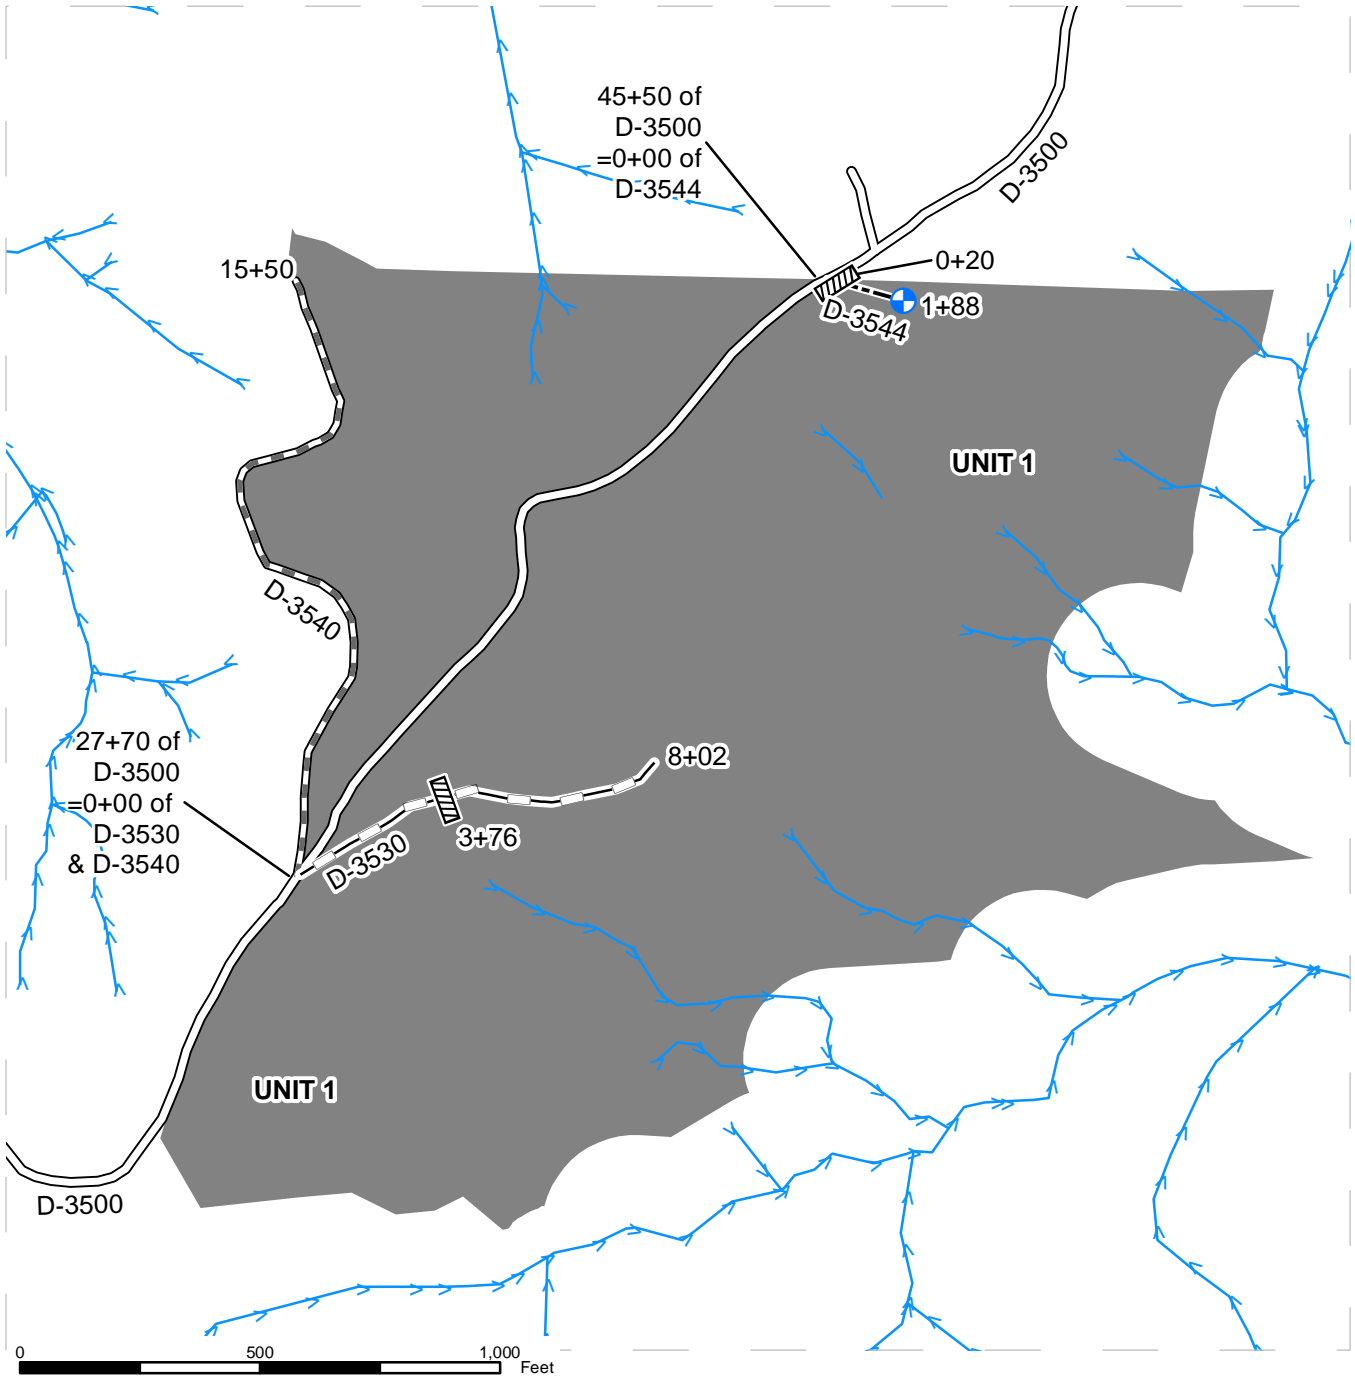 45+50 of
D-3500
=0+00 of
D-3544
D-3500
15+50
0+20
1+88
D-3544
UNIT 1
D-3540
27+70 of
D-3500
=0+00 of
D-3530
& D-3540
8+02
3+76
D-3530
UNIT 1
D-3500
0 500 1,000
Feet